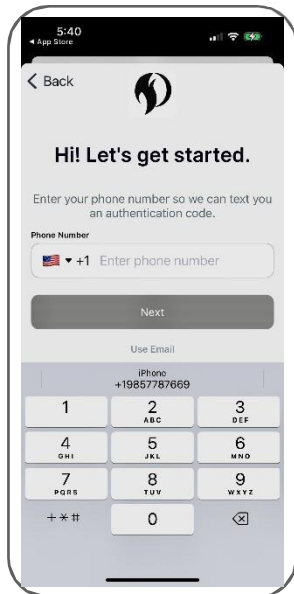 5:40
◀ App Store
Back
Hi! Let's get started.
Enter your phone number so we can text you
an authentication code.
Phone Number
+1 Enter phone number
Next
Use Email
iPhone
+19857787669
1
2
ABC
3
DEF
4
GHI
5
JKL
6
MNO
7
PQRS
8
TUV
9
WXYZ
+*#
0